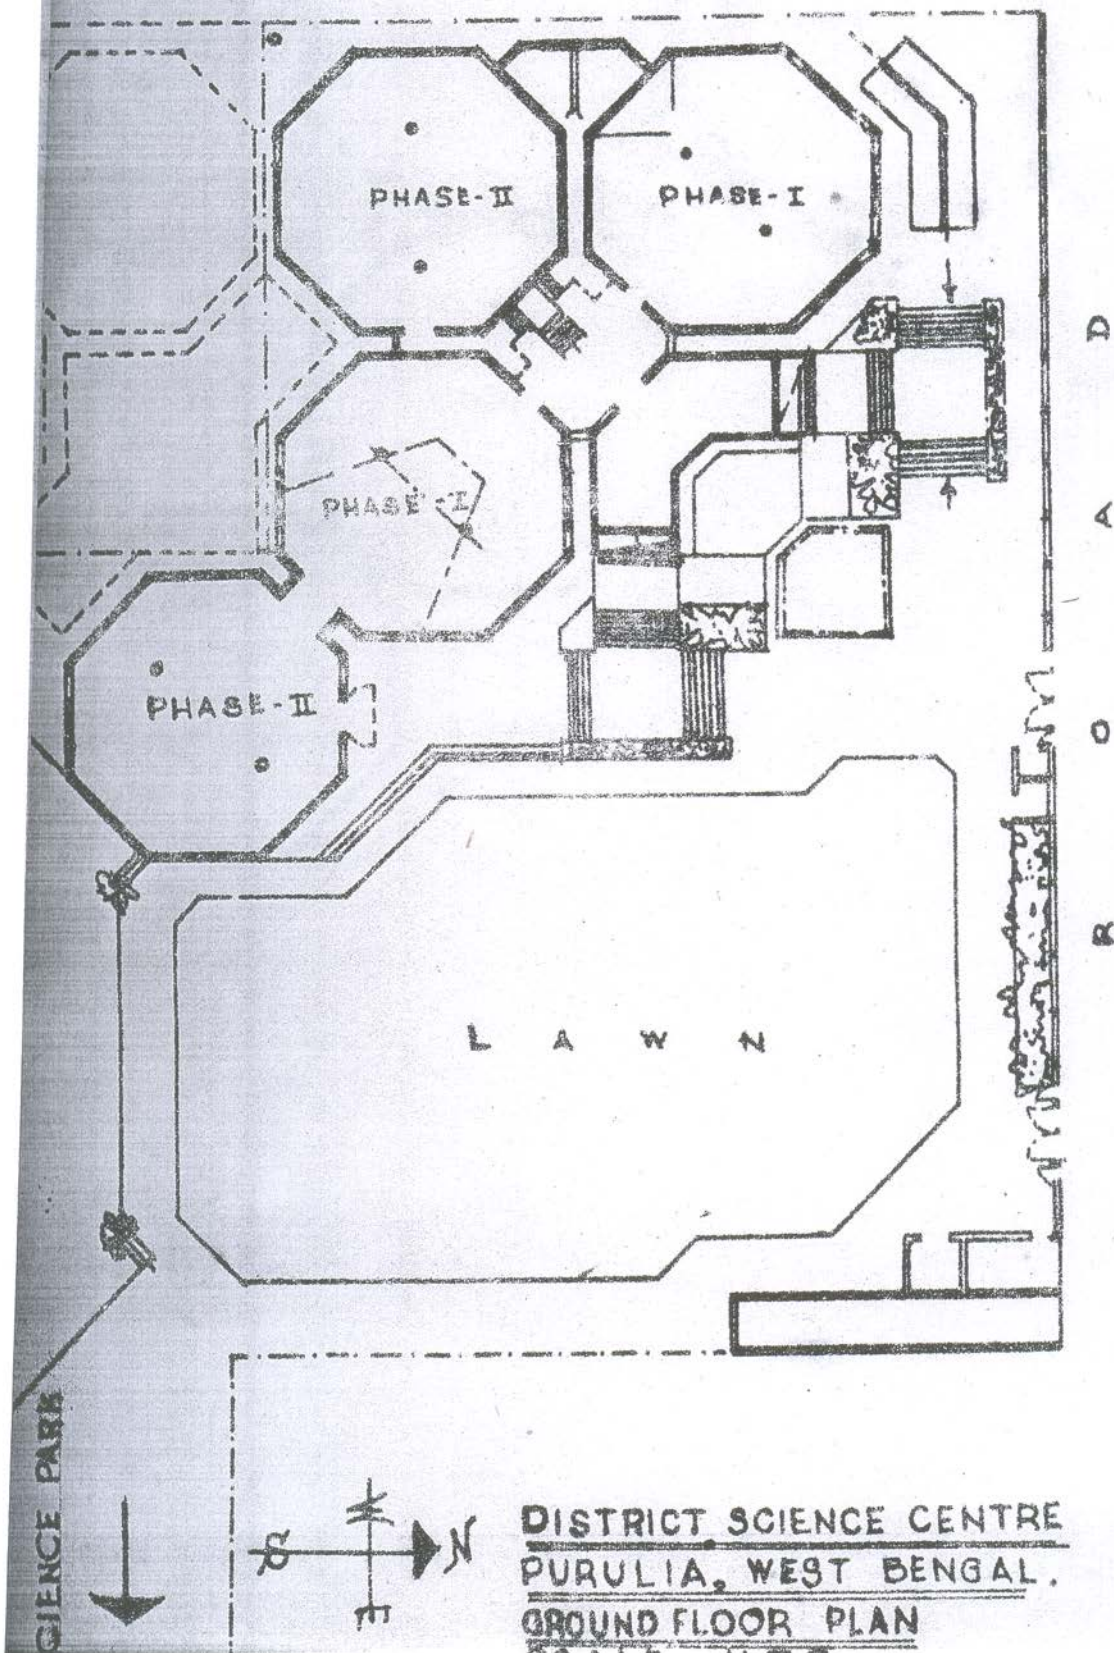 PHASE-II
PHASE-I
PHASE-I
PHASE-II
ROAD
LAWN
SCIENCE PARK
S
N
W
E
DISTRICT SCIENCE CENTRE
PURULIA, WEST BENGAL.
GROUND FLOOR PLAN